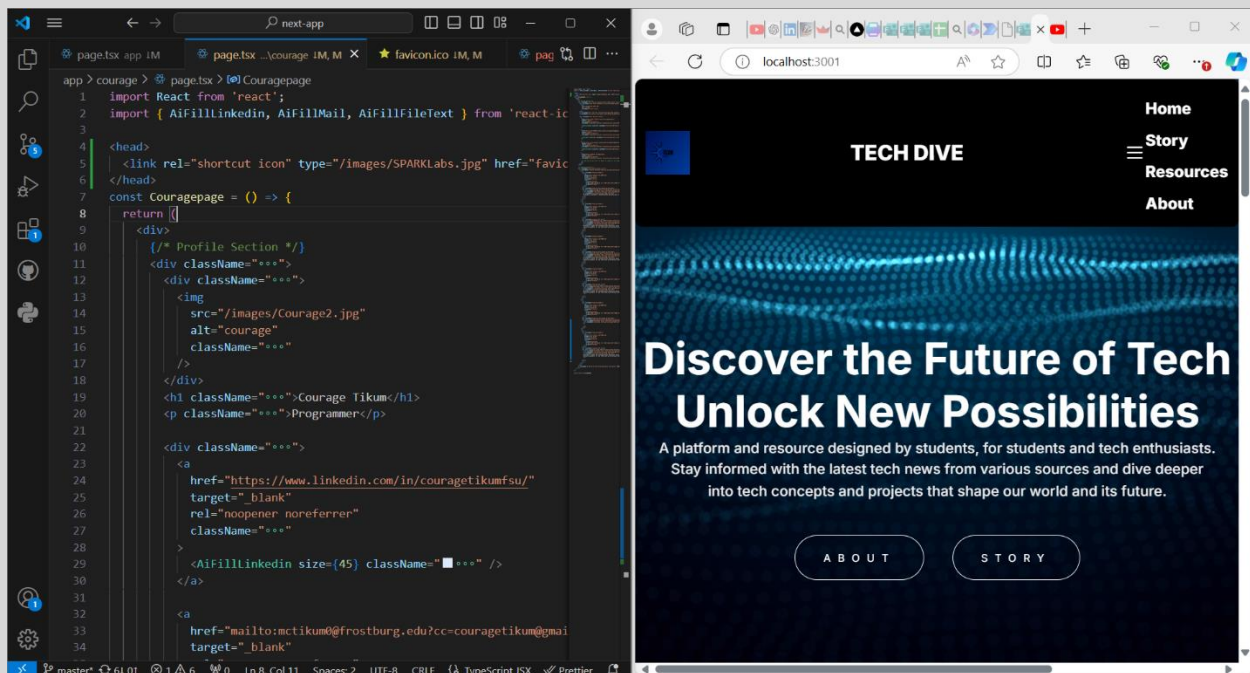 next-app
page.tsx app 1M
page.tsx ...\courage 1M, M
favicon.ico 1M, M
pag
app > courage > page.tsx > Couragepage
1 import React from 'react';
2 import { AiFillLinkedin, AiFillMail, AiFillFileText } from 'react-ic
3
4 <head>
5 <link rel="shortcut icon" type="/images/SPARKLabs.jpg" href="favic
6 </head>
7 const Couragepage = () => {
8 return (
9 <div>
10 {/* Profile Section */}
11 <div className="∘∘∘">
12 <div className="∘∘∘">
13 <img
14 src="/images/Courage2.jpg"
15 alt="courage"
16 className="∘∘∘"
17 />
18 </div>
19 <h1 className="∘∘∘">Courage Tikum</h1>
20 <p className="∘∘∘">Programmer</p>
21
22 <div className="∘∘∘">
23 <a
24 href="https://www.linkedin.com/in/couragetikumfsu/"
25 target="_blank"
26 rel="noopener noreferrer"
27 className="∘∘∘"
28 >
29 <AiFillLinkedin size={45} className="∘∘∘" />
30 </a>
31
32 <a
33 href="mailto:mctikum0@frostburg.edu?cc=couragetikum@gmai
34 target="_blank"
5
1
1
master* 6↓ 0↑ 1 6 0 Ln 8, Col 11 Spaces: 2 UTF-8 CRLF TypeScript JSX Prettier
localhost:3001
TECH DIVE
Home
Story
Resources
About
Discover the Future of Tech
Unlock New Possibilities
A platform and resource designed by students, for students and tech enthusiasts.
Stay informed with the latest tech news from various sources and dive deeper
into tech concepts and projects that shape our world and its future.
ABOUT
STORY